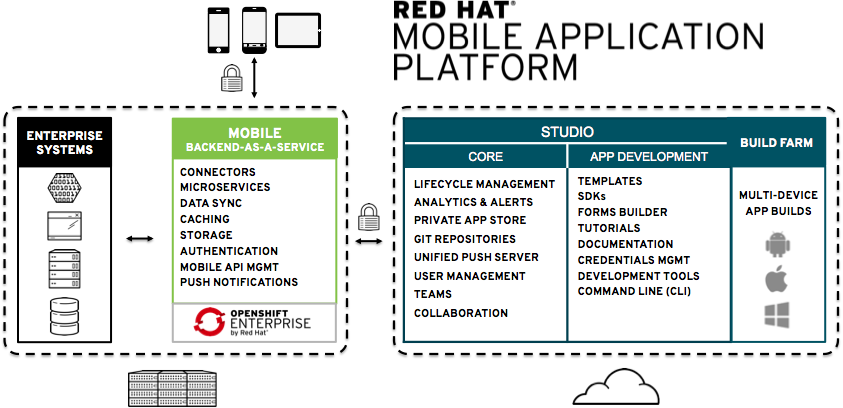 RED HAT®
MOBILE APPLICATION
PLATFORM
ENTERPRISE
SYSTEMS
MOBILE
BACKEND-AS-A-SERVICE
CONNECTORS
MICROSERVICES
DATA SYNC
CACHING
STORAGE
AUTHENTICATION
MOBILE API MGMT
PUSH NOTIFICATIONS
OPENSHIFT
ENTERPRISE
by Red Hat®
STUDIO
CORE
LIFECYCLE MANAGEMENT
ANALYTICS & ALERTS
PRIVATE APP STORE
GIT REPOSITORIES
UNIFIED PUSH SERVER
USER MANAGEMENT
TEAMS
COLLABORATION
APP DEVELOPMENT
TEMPLATES
SDKs
FORMS BUILDER
TUTORIALS
DOCUMENTATION
CREDENTIALS MGMT
DEVELOPMENT TOOLS
COMMAND LINE (CLI)
BUILD FARM
MULTI-DEVICE
APP BUILDS